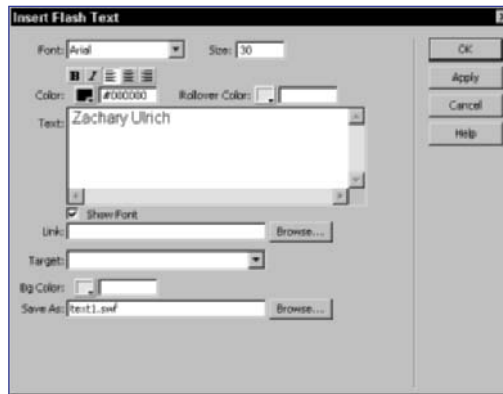 Insert Flash Text
Font: Arial Size: 30 OK
B I Apply
Color: #000000 Rollover Color: Cancel
Text: Zachary Ulrich Help
Show Font
Link: Browse...
Target:
Bg Color:
Save As: text1.swf Browse...